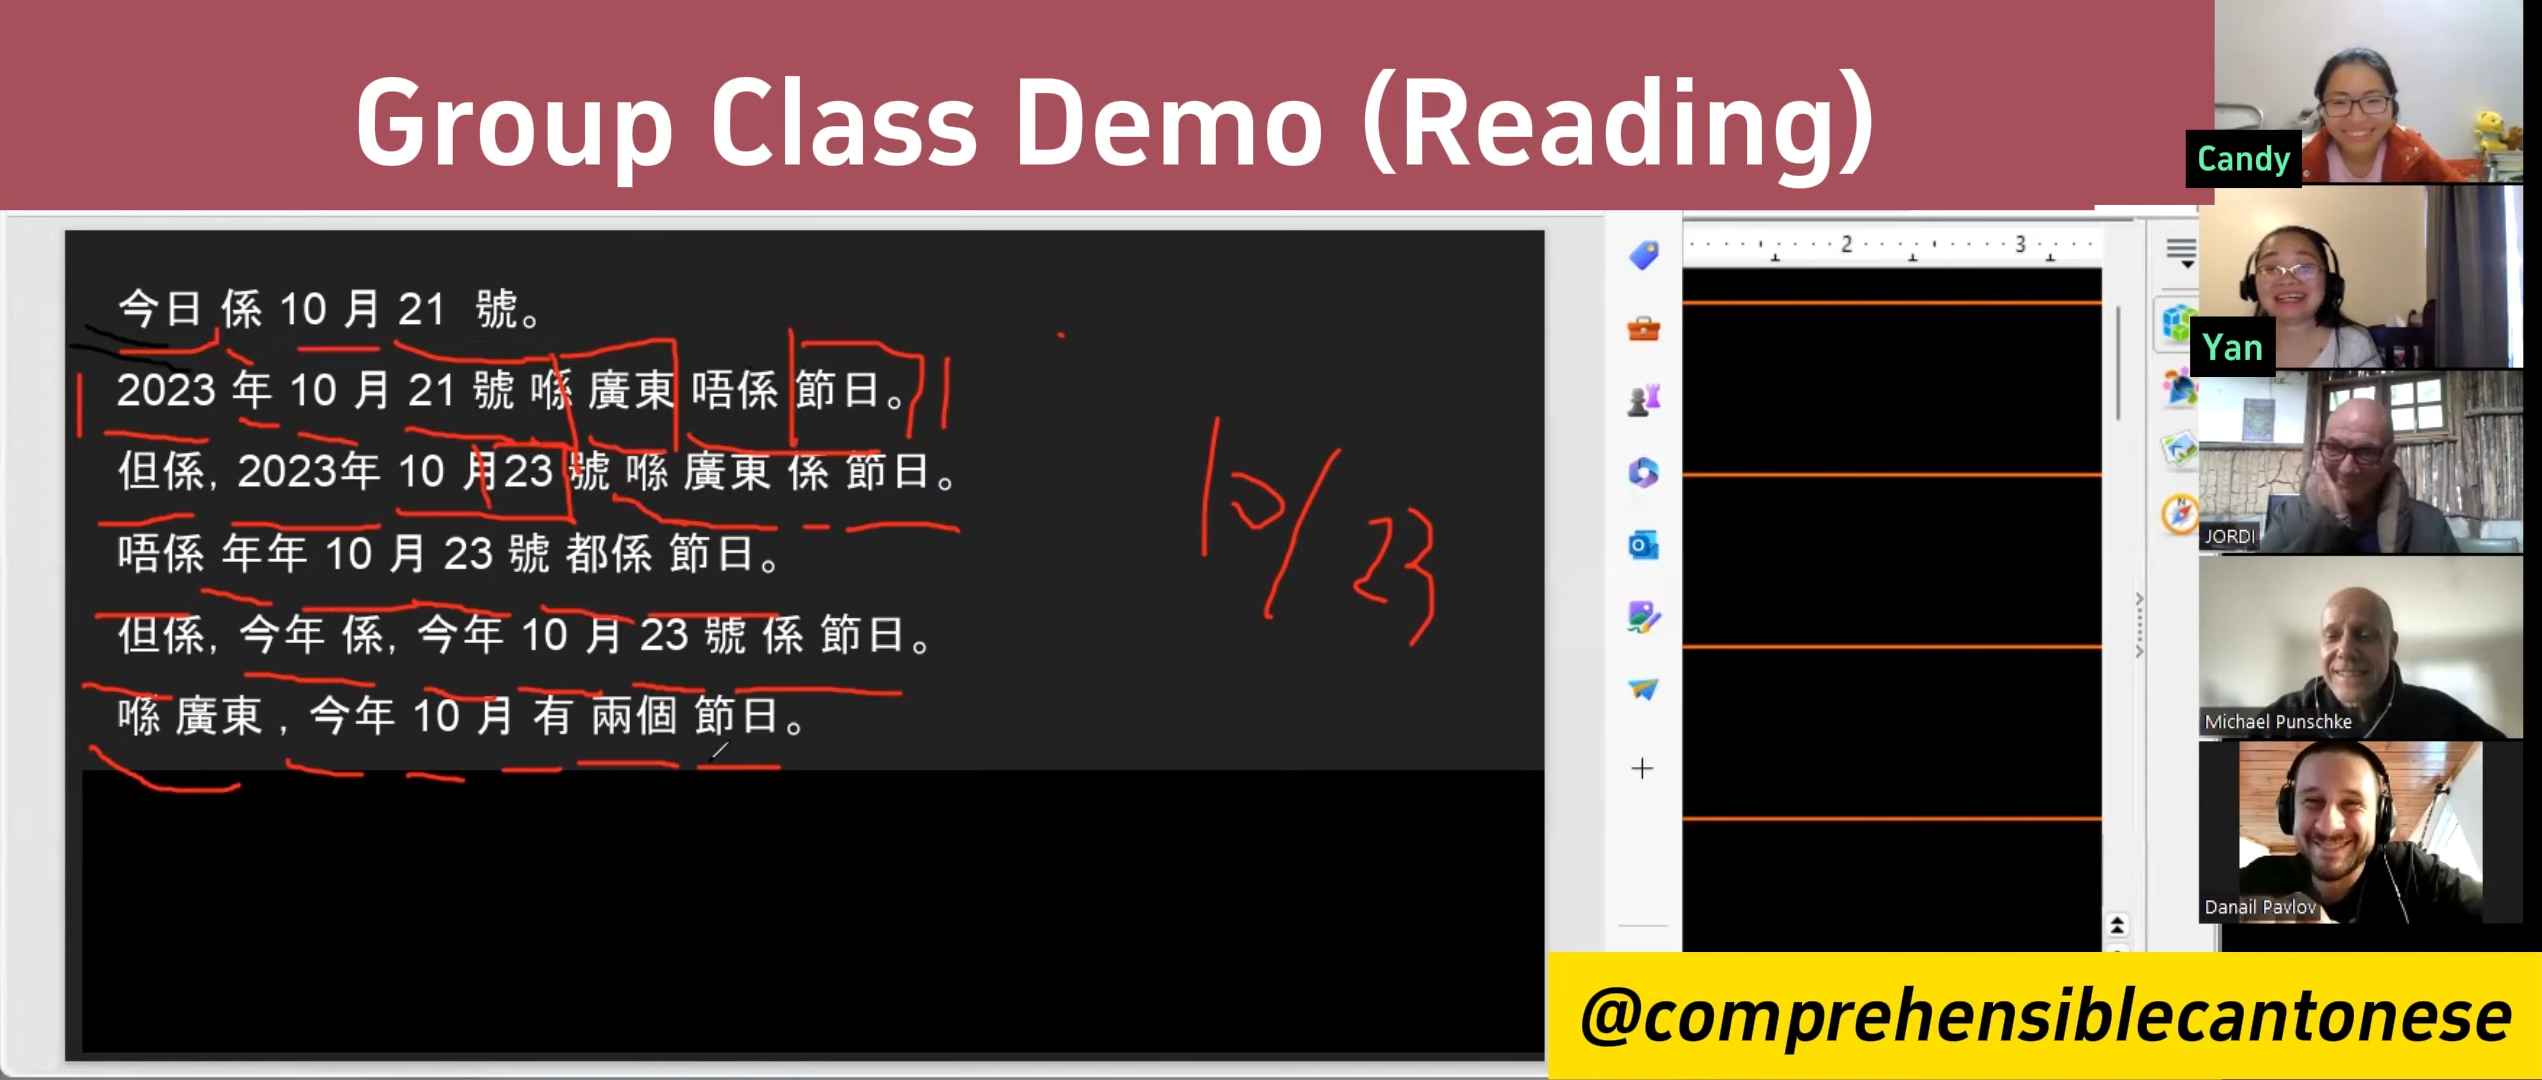 Group Class Demo (Reading)
Candy
Yan
JORDI
Michael Punschke
Danail Pavlov
今日 係 10 月 21 號。
2023 年 10 月 21 號 喺 廣東 唔係 節日。
但係, 2023年 10 月23 號 喺 廣東 係 節日。
唔係 年年 10 月 23 號 都係 節日。
但係, 今年 係, 今年 10 月 23 號 係 節日。
喺 廣東 , 今年 10 月 有 兩個 節日。
10/23
2 3
N
@comprehensiblecantonese